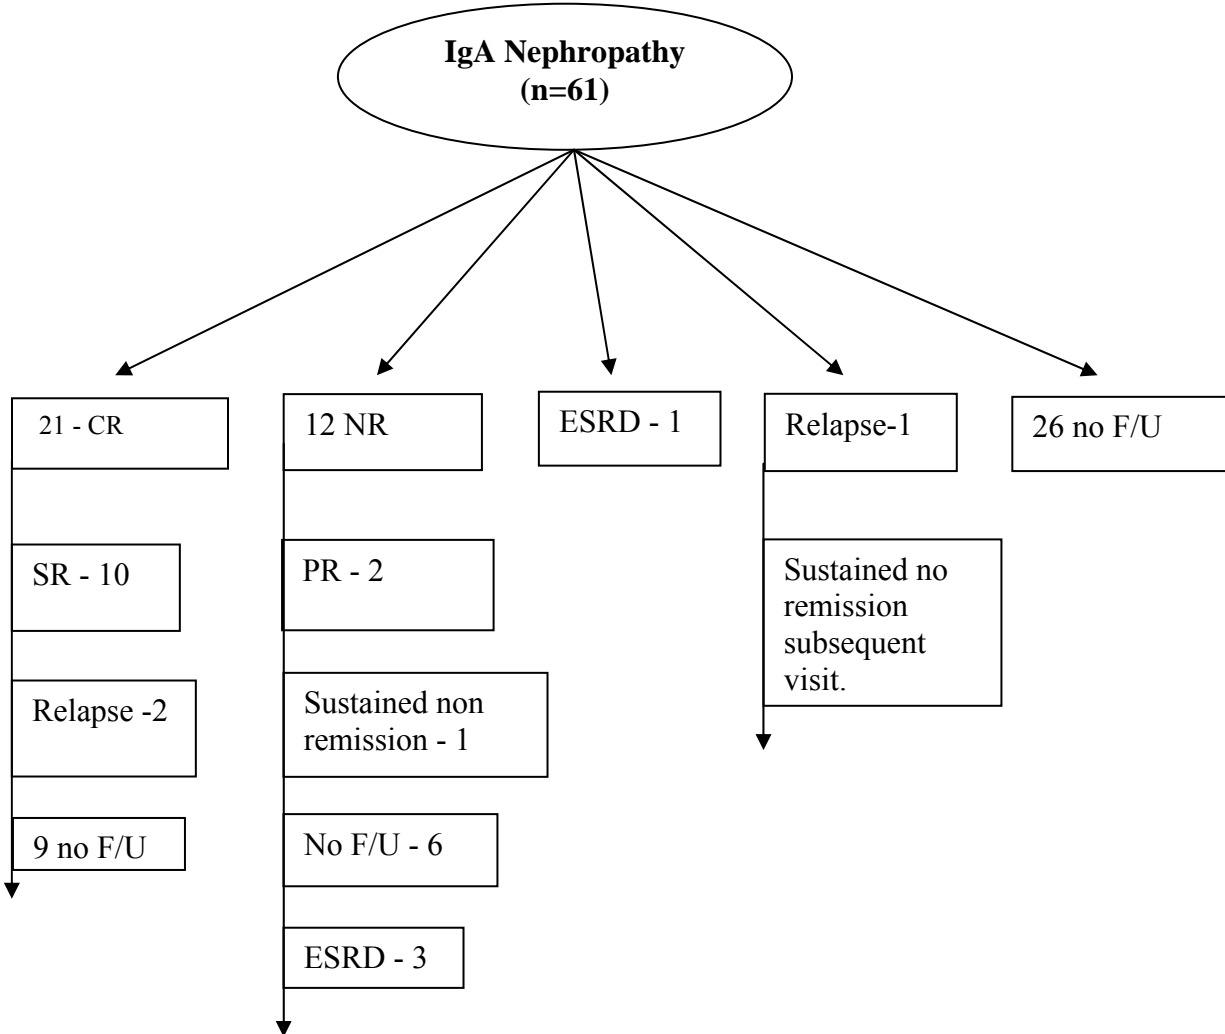 IgA Nephropathy
(n=61)
21 - CR
12 NR
ESRD - 1
Relapse-1
26 no F/U
SR - 10
Relapse -2
9 no F/U
PR - 2
Sustained non
remission - 1
No F/U - 6
ESRD - 3
Sustained no
remission
subsequent
visit.